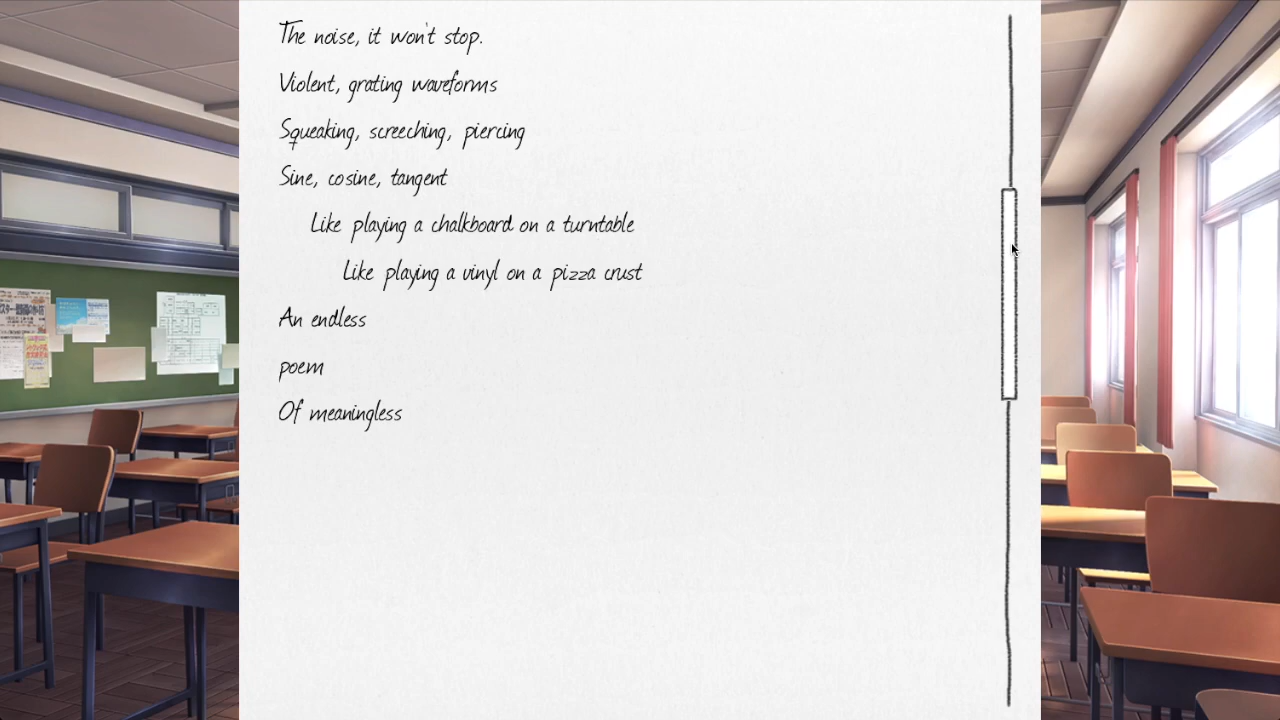 The noise, it won't stop.
Violent, grating waveforms
Squeaking, screeching, piercing
Sine, cosine, tangent
Like playing a chalkboard on a turntable
Like playing a vinyl on a pizza crust
An endless
poem
Of meaningless